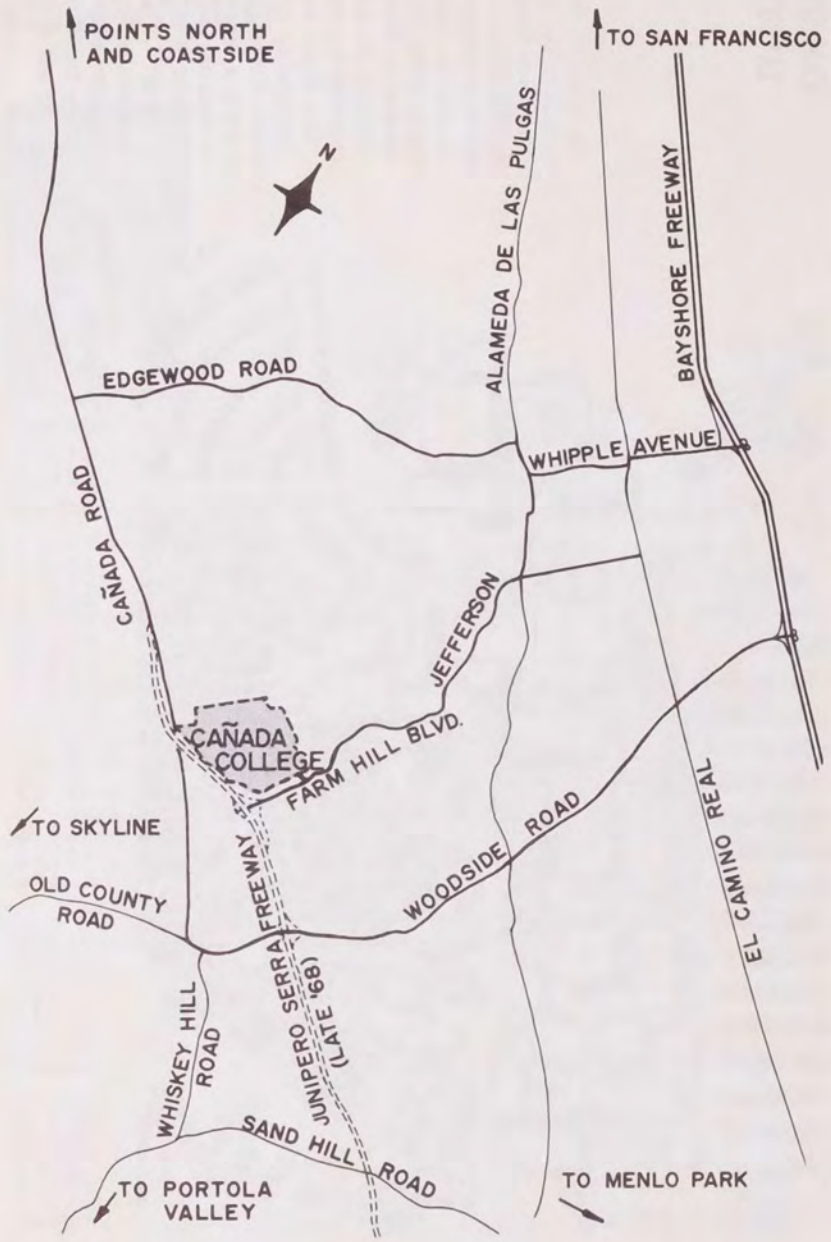 POINTS NORTH
AND COASTSIDE
TO SAN FRANCISCO
N
ALAMEDA DE LAS PULGAS
BAYSHORE FREEWAY
EDGEWOOD ROAD
WHIPPLE AVENUE
CAÑADA ROAD
JEFFERSON
CAÑADA
COLLEGE
FARM HILL BLVD.
TO SKYLINE
OLD COUNTY
ROAD
WOODSIDE ROAD
EL CAMINO REAL
JUNIPERO SERRA FREEWAY
(LATE '68)
WHISKEY HILL
ROAD
SAND HILL ROAD
TO PORTOLA
VALLEY
TO MENLO PARK